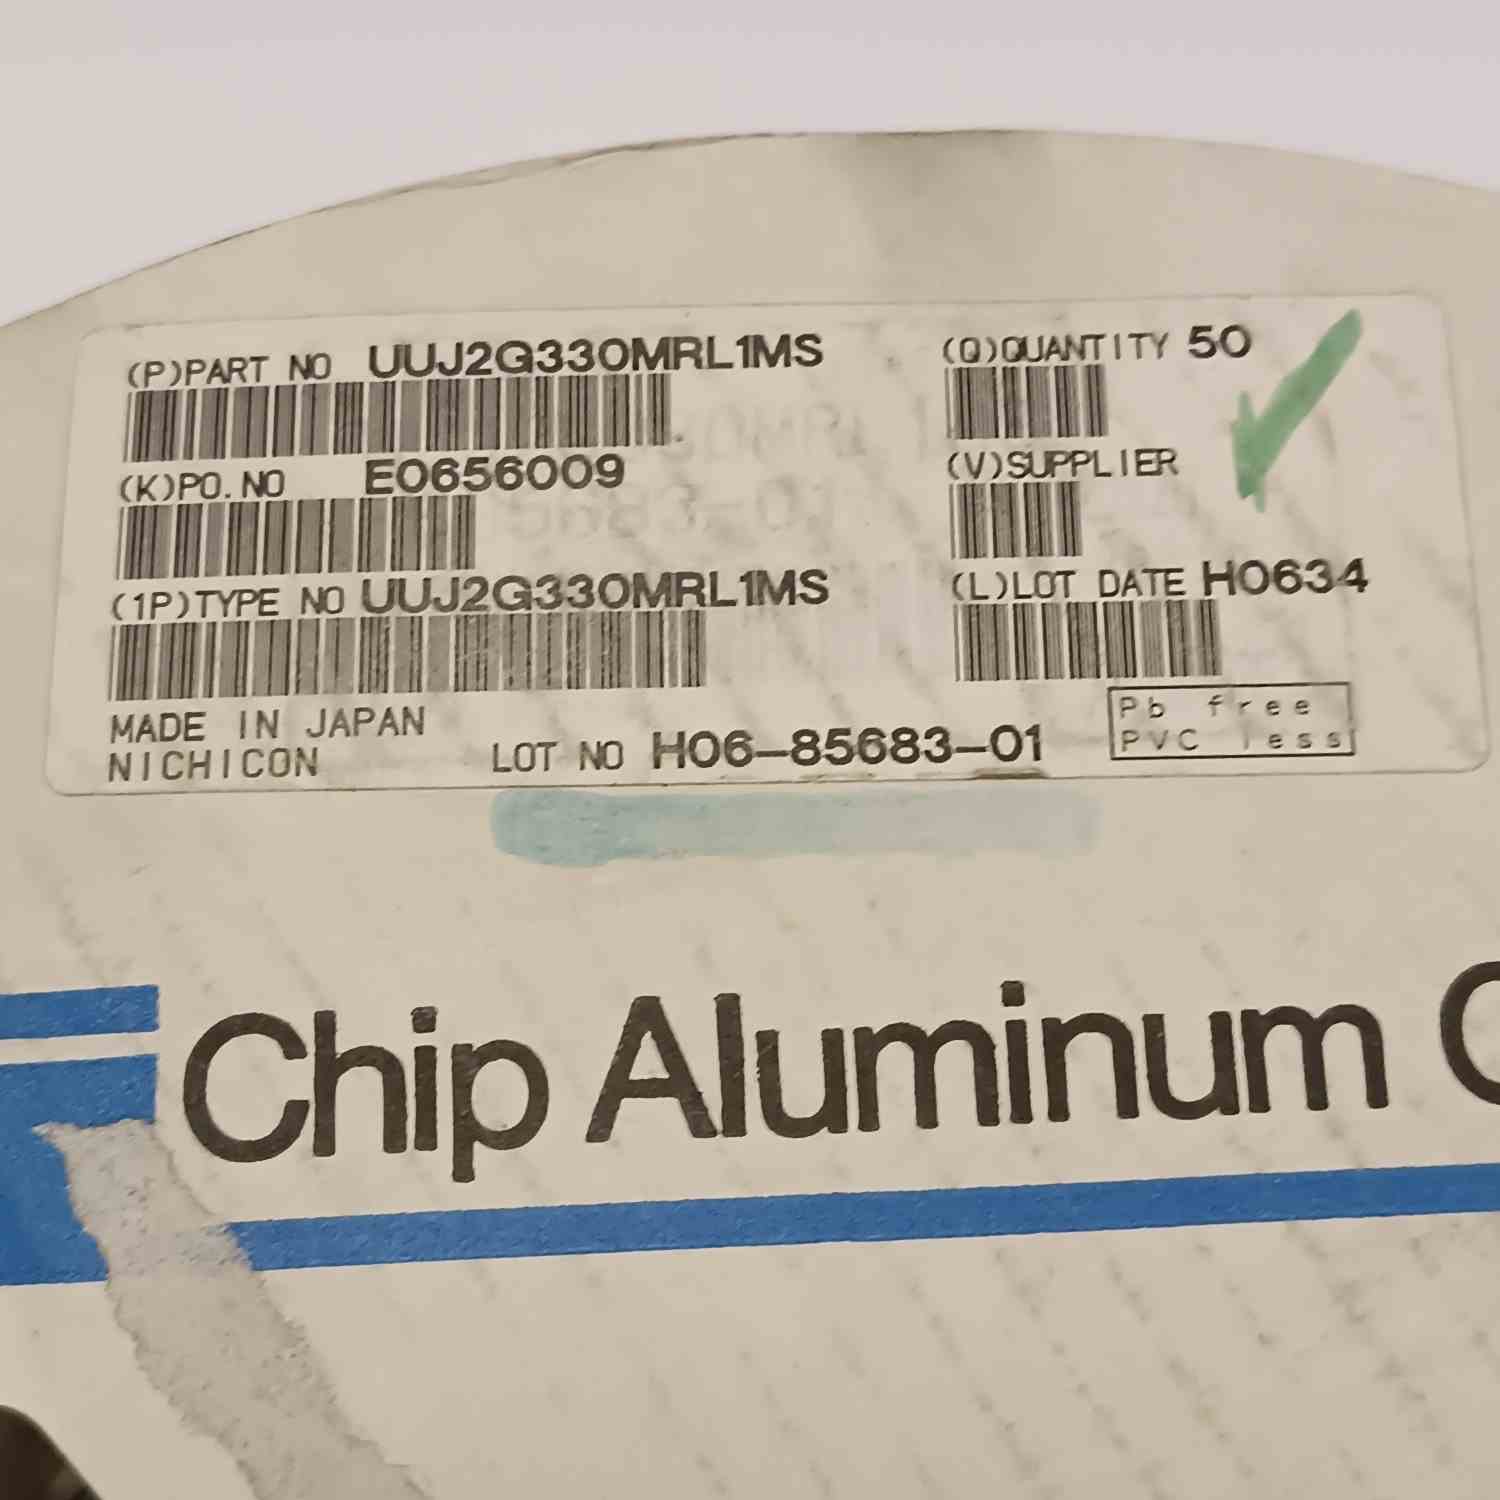 (P)PART NO UUJ2G330MRL1MS
(Q)QUANTITY 50
(K)PO.NO E0656009
(V)SUPPLIER
(1P)TYPE NO UUJ2G330MRL1MS
(L)LOT DATE H0634
MADE IN JAPAN
NICHICON
LOT NO H06-85683-01
Pb free
PVC less
Chip Aluminum